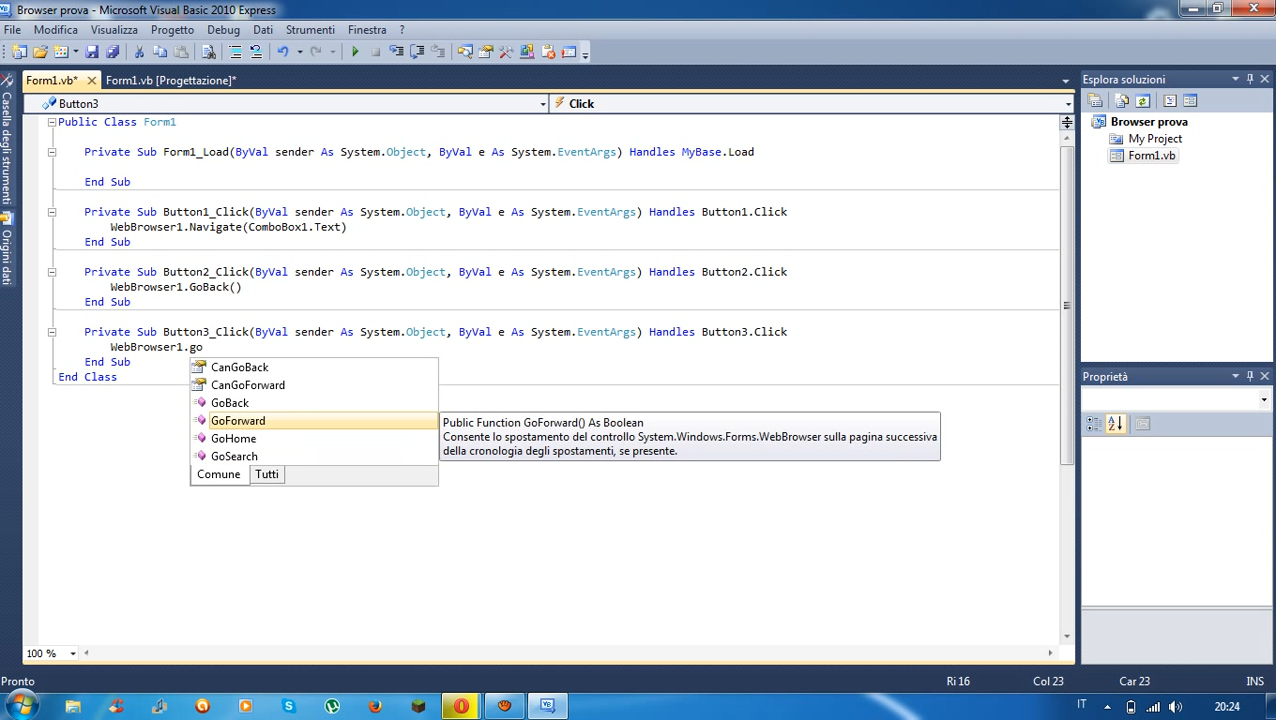 Browser prova - Microsoft Visual Basic 2010 Express
File Modifica Visualizza Progetto Debug Dati Strumenti Finestra ?
Form1.vb* Form1.vb [Progettazione]*
Button3 Click
Public Class Form1
Private Sub Form1_Load(ByVal sender As System.Object, ByVal e As System.EventArgs) Handles MyBase.Load
End Sub
Private Sub Button1_Click(ByVal sender As System.Object, ByVal e As System.EventArgs) Handles Button1.Click
WebBrowser1.Navigate(ComboBox1.Text)
End Sub
Private Sub Button2_Click(ByVal sender As System.Object, ByVal e As System.EventArgs) Handles Button2.Click
WebBrowser1.GoBack()
End Sub
Private Sub Button3_Click(ByVal sender As System.Object, ByVal e As System.EventArgs) Handles Button3.Click
WebBrowser1.go
End Sub
End Class
CanGoBack
CanGoForward
GoBack
GoForward
GoHome
GoSearch
Comune Tutti
Public Function GoForward() As Boolean
Consente lo spostamento del controllo System.Windows.Forms.WebBrowser sulla pagina successiva
della cronologia degli spostamenti, se presente.
Casella degli strumenti
Origini dati
Esplora soluzioni
Browser prova
My Project
Form1.vb
Proprietà
100 %
Pronto Ri 16 Col 23 Car 23 INS
IT 20:24